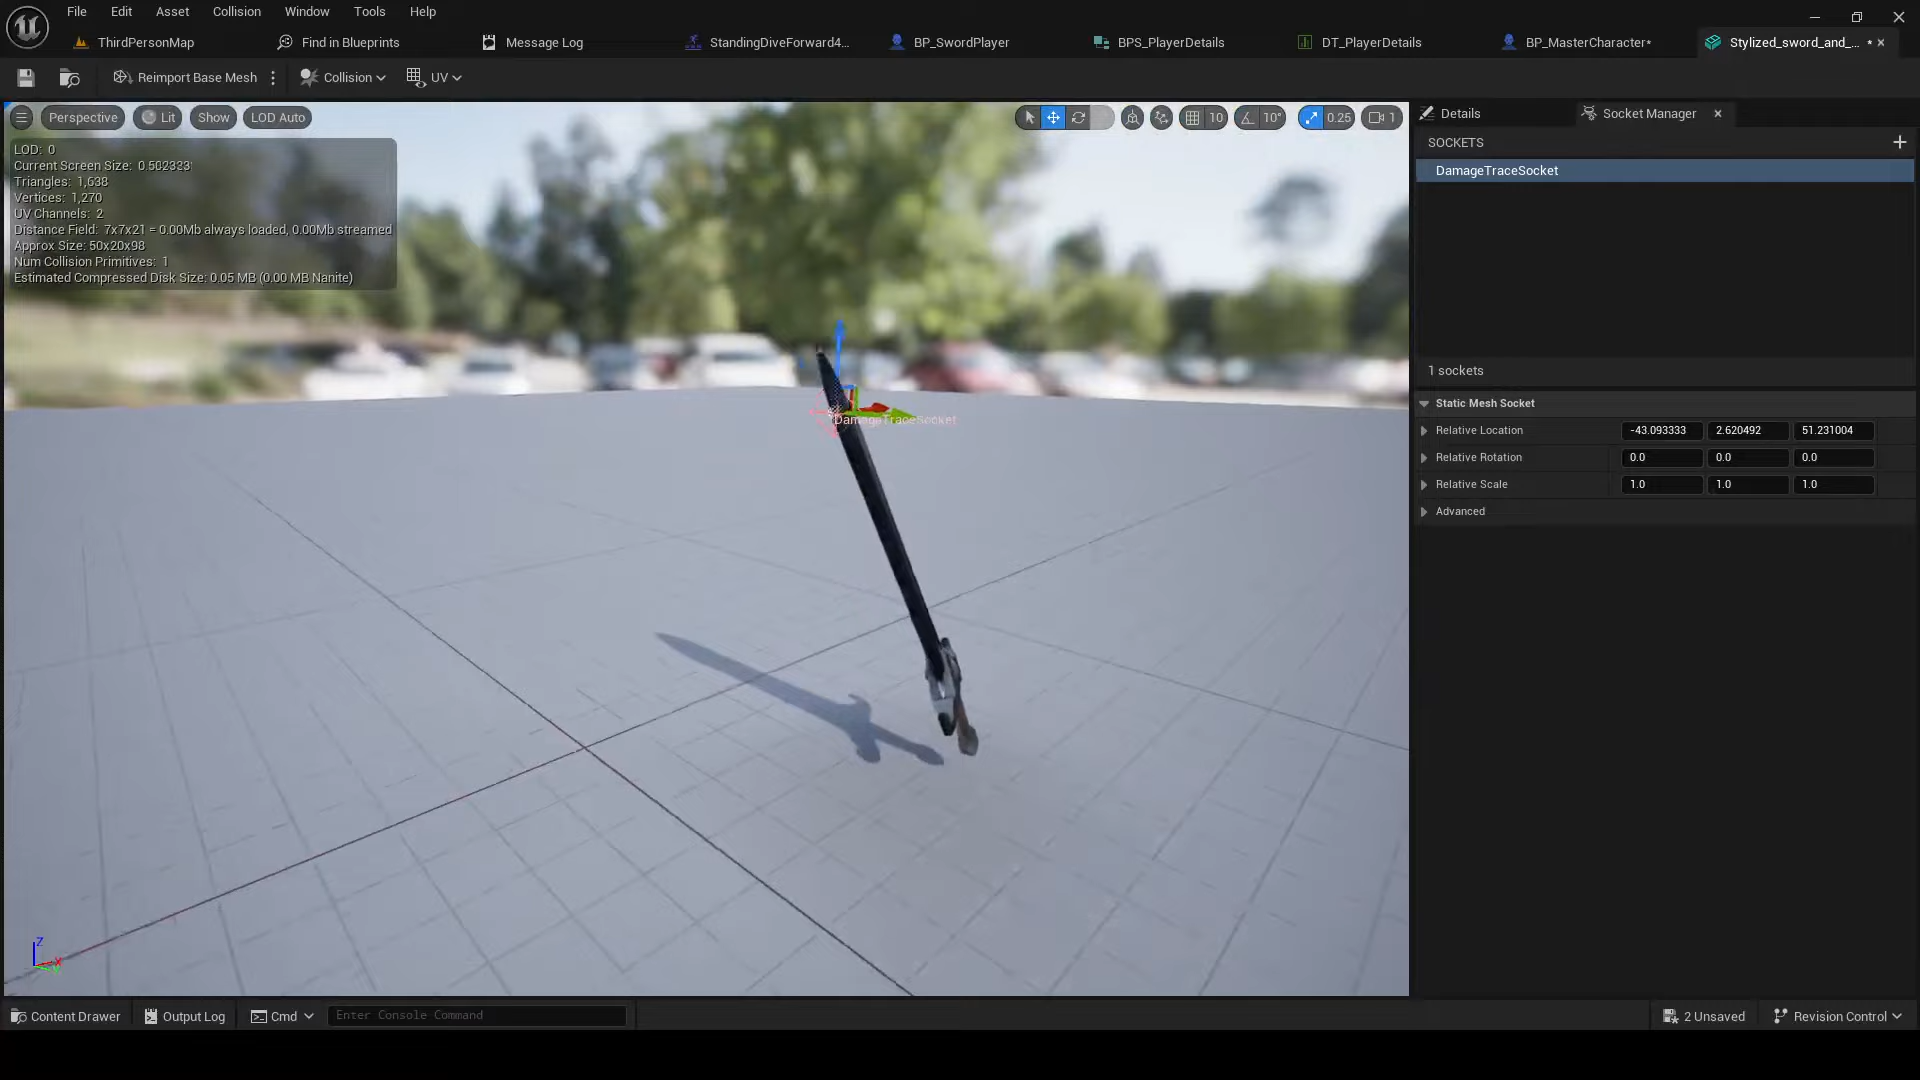 File Edit Asset Collision Window Tools Help
ThirdPersonMap Find in Blueprints Message Log StandingDiveForward4... BP_SwordPlayer BPS_PlayerDetails DT_PlayerDetails BP_MasterCharacter* Stylized_sword_and_... *
Reimport Base Mesh Collision UV
Perspective Lit Show LOD Auto 10 10° 0.25 1
LOD: 0
Current Screen Size: 0.502333
Triangles: 1,638
Vertices: 1,270
UV Channels: 2
Distance Field: 7x7x21 = 0.00Mb always loaded, 0.00Mb streamed
Approx Size: 50x20x98
Num Collision Primitives: 1
Estimated Compressed Disk Size: 0.05 MB (0.00 MB Nanite)
DamageTraceSocket
Z
X
Details Socket Manager
SOCKETS
DamageTraceSocket
1 sockets
Static Mesh Socket
Relative Location -43.093333 2.620492 51.231004
Relative Rotation 0.0 0.0 0.0
Relative Scale 1.0 1.0 1.0
Advanced
Content Drawer Output Log Cmd Enter Console Command 2 Unsaved Revision Control